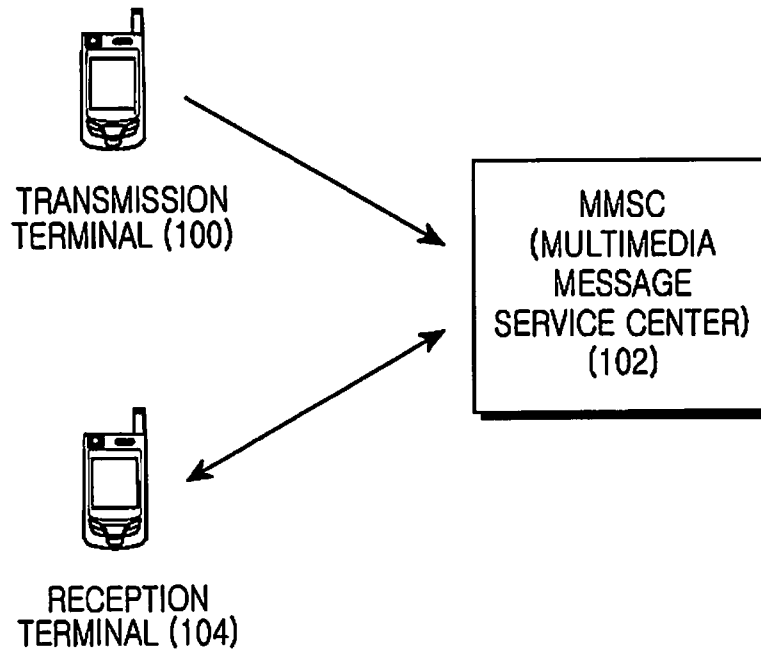 TRANSMISSION
TERMINAL (100)
MMSC
(MULTIMEDIA
MESSAGE
SERVICE CENTER)
(102)
RECEPTION
TERMINAL (104)